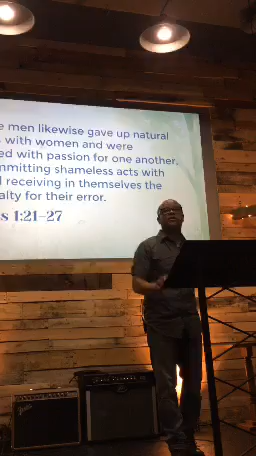 e men likewise gave up natural
with women and were
ed with passion for one another.
mmitting shameless acts with
receiving in themselves the
alty for their error.
s 1:21-27
Fender